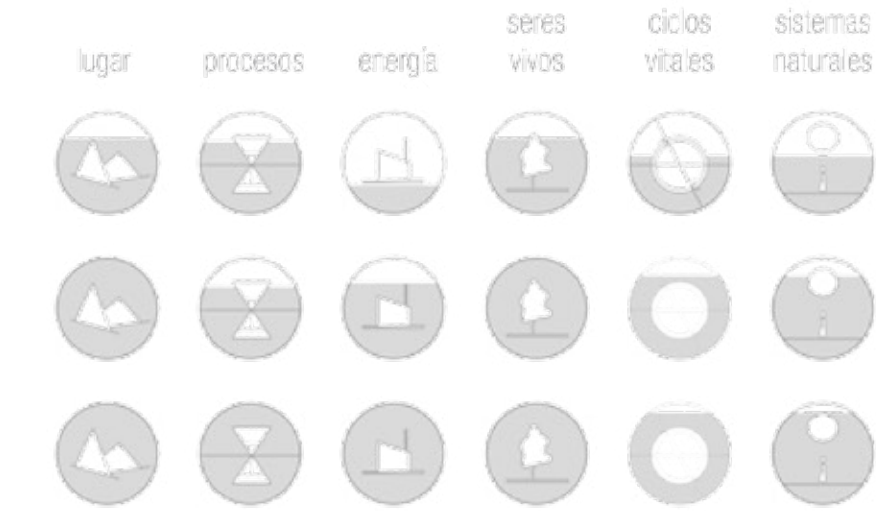 lugar
procesos
energía
seres
vivos
ciclos
vitales
sistemas
naturales